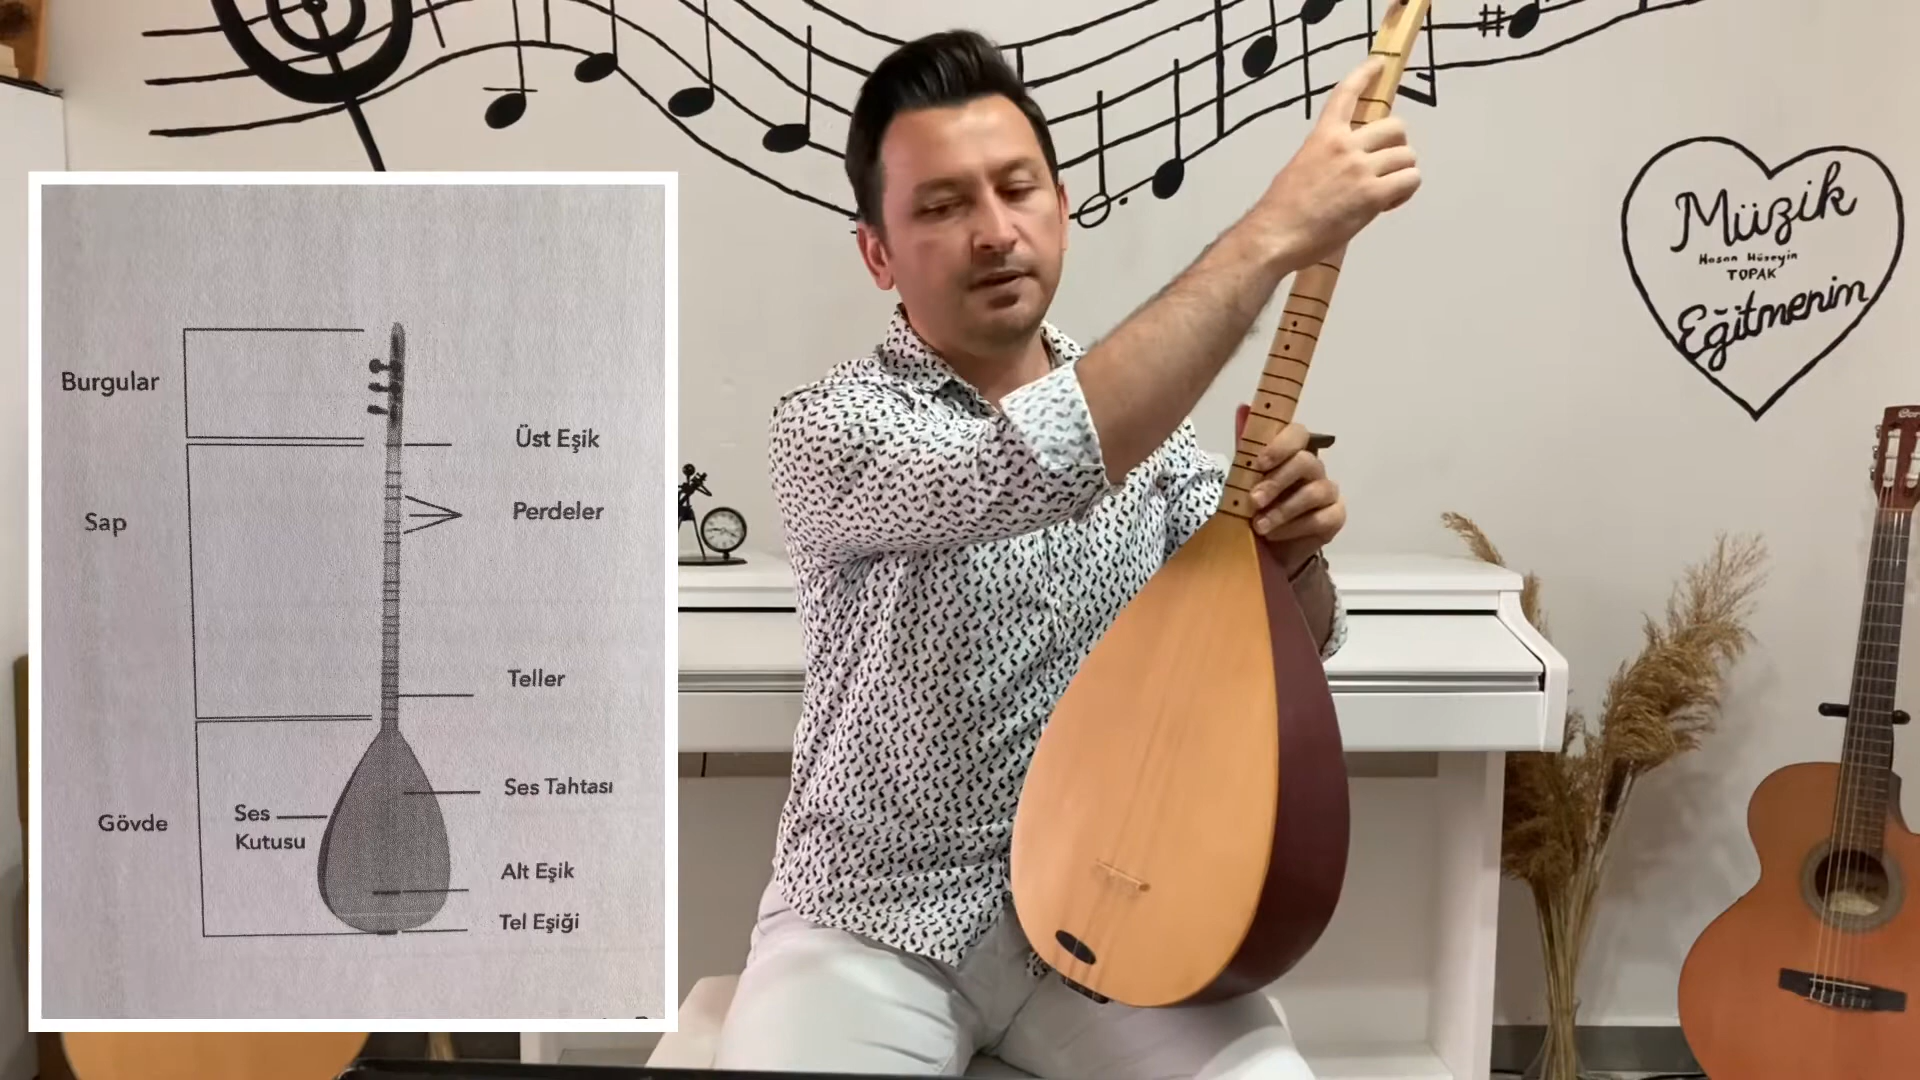 Burgular
Üst Eşik
Sap
Perdeler
Teller
Ses Tahtası
Ses
Kutusu
Gövde
Alt Eşik
Tel Eşiği
Müzik
Hasan Hüseyin
TOPAK
Eğitmenim